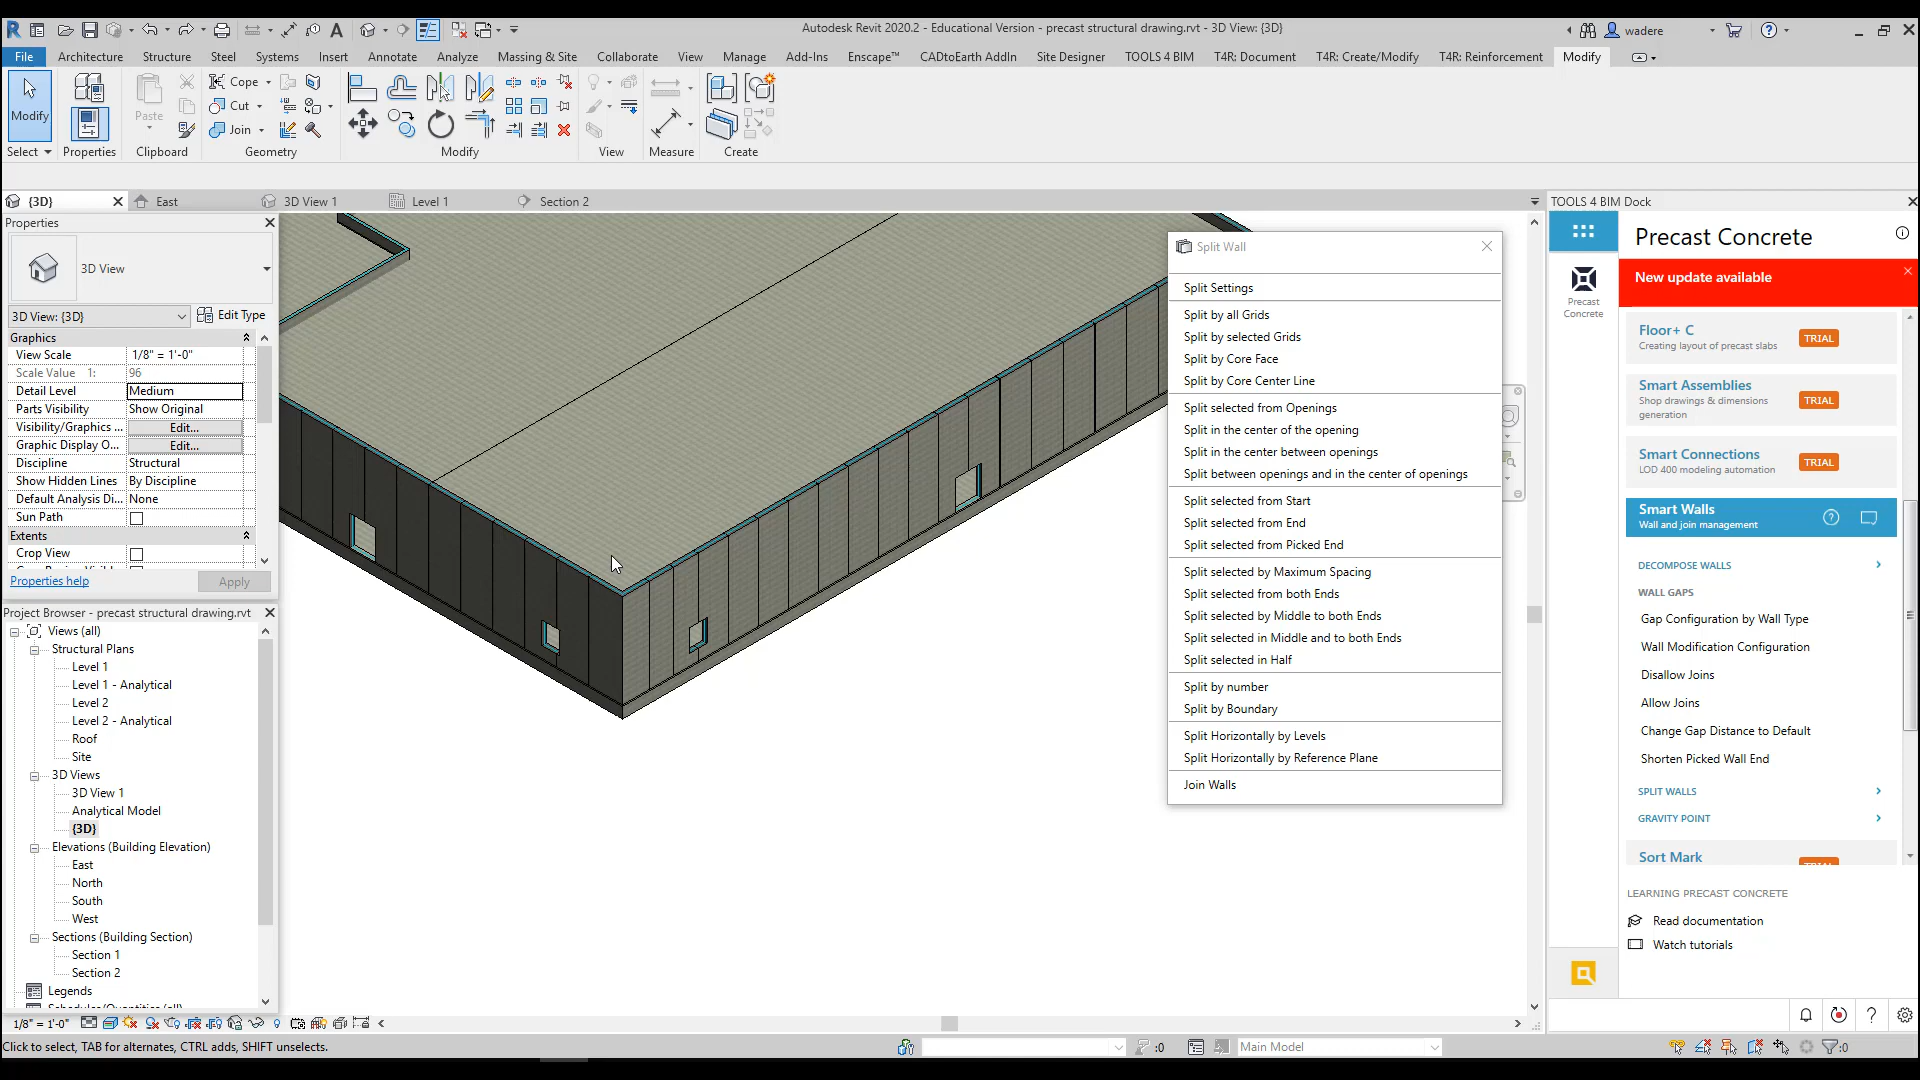 Autodesk Revit 2020.2 - Educational Version - precast structural drawing.rvt - 3D View: {3D}
wadere
File
Architecture
Structure
Steel
Systems
Insert
Annotate
Analyze
Massing & Site
Collaborate
View
Manage
Add-Ins
Enscape™
CADtoEarth AddIn
Site Designer
TOOLS 4 BIM
T4R: Document
T4R: Create/Modify
T4R: Reinforcement
Modify
Modify
Paste
Cope
Cut
Join
Select
Properties
Clipboard
Geometry
Modify
View
Measure
Create
{3D}
East
3D View 1
Level 1
Section 2
TOOLS 4 BIM Dock
Properties
3D View
3D View: {3D}
Edit Type
Graphics
View Scale 1/8" = 1'-0"
Scale Value 1: 96
Detail Level Medium
Parts Visibility Show Original
Visibility/Graphics ... Edit...
Graphic Display O... Edit...
Discipline Structural
Show Hidden Lines By Discipline
Default Analysis Di... None
Sun Path
Extents
Crop View
Properties help
Apply
Project Browser - precast structural drawing.rvt
Views (all)
Structural Plans
Level 1
Level 1 - Analytical
Level 2
Level 2 - Analytical
Roof
Site
3D Views
3D View 1
Analytical Model
{3D}
Elevations (Building Elevation)
East
North
South
West
Sections (Building Section)
Section 1
Section 2
Legends
Split Wall
Split Settings
Split by all Grids
Split by selected Grids
Split by Core Face
Split by Core Center Line
Split selected from Openings
Split in the center of the opening
Split in the center between openings
Split between openings and in the center of openings
Split selected from Start
Split selected from End
Split selected from Picked End
Split selected by Maximum Spacing
Split selected from both Ends
Split selected by Middle to both Ends
Split selected in Middle and to both Ends
Split selected in Half
Split by number
Split by Boundary
Split Horizontally by Levels
Split Horizontally by Reference Plane
Join Walls
Precast
Concrete
Precast Concrete
New update available
Floor+ C
Creating layout of precast slabs
TRIAL
Smart Assemblies
Shop drawings & dimensions
generation
TRIAL
Smart Connections
LOD 400 modeling automation
TRIAL
Smart Walls
Wall and join management
DECOMPOSE WALLS
WALL GAPS
Gap Configuration by Wall Type
Wall Modification Configuration
Disallow Joins
Allow Joins
Change Gap Distance to Default
Shorten Picked Wall End
SPLIT WALLS
GRAVITY POINT
Sort Mark
TRIAL
LEARNING PRECAST CONCRETE
Read documentation
Watch tutorials
1/8" = 1'-0"
Click to select, TAB for alternates, CTRL adds, SHIFT unselects.
:0
Main Model
:0